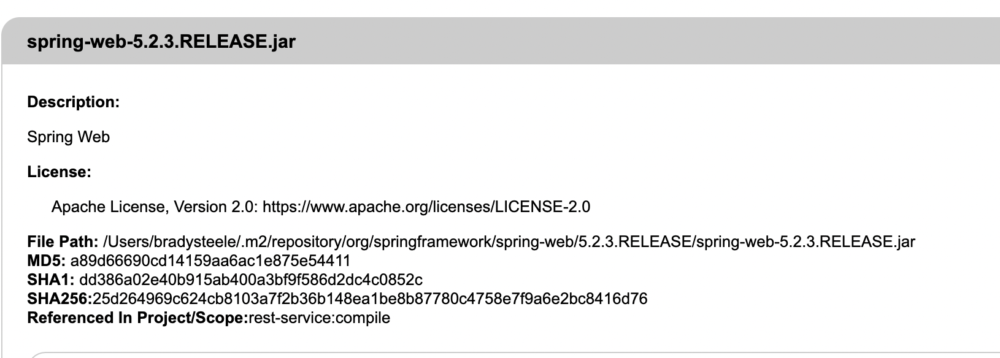 spring-web-5.2.3.RELEASE.jar
Description:
Spring Web
License:
Apache License, Version 2.0: https://www.apache.org/licenses/LICENSE-2.0
File Path: /Users/bradysteele/.m2/repository/org/springframework/spring-web/5.2.3.RELEASE/spring-web-5.2.3.RELEASE.jar
MD5: a89d66690cd14159aa6ac1e875e54411
SHA1: dd386a02e40b915ab400a3bf9f586d2dc4c0852c
SHA256:25d264969c624cb8103a7f2b36b148ea1be8b87780c4758e7f9a6e2bc8416d76
Referenced In Project/Scope:rest-service:compile